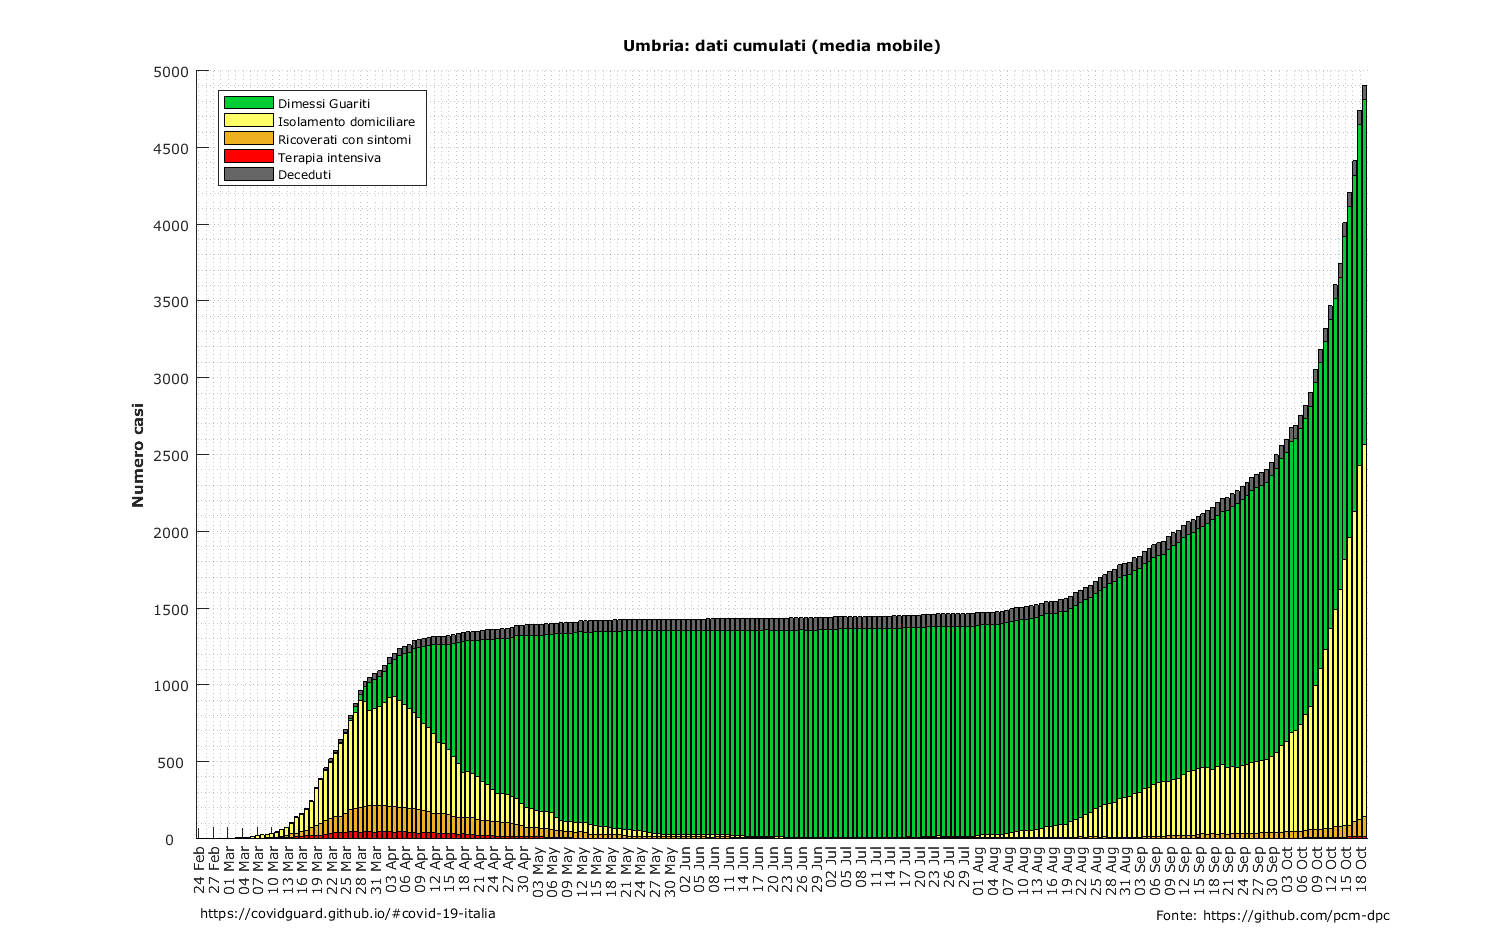 Umbria: dati cumulati (media mobile)
5000
4500
4000
3500
3000
2500
2000
1500
1000
500
0
Numero casi
Dimessi Guariti
Isolamento domiciliare
Ricoverati con sintomi
Terapia intensiva
Deceduti
24 Feb
27 Feb
01 Mar
04 Mar
07 Mar
10 Mar
13 Mar
16 Mar
19 Mar
22 Mar
25 Mar
28 Mar
31 Mar
03 Apr
06 Apr
09 Apr
12 Apr
15 Apr
18 Apr
21 Apr
24 Apr
27 Apr
30 Apr
03 May
06 May
09 May
12 May
15 May
18 May
21 May
24 May
27 May
30 May
02 Jun
05 Jun
08 Jun
11 Jun
14 Jun
17 Jun
20 Jun
23 Jun
26 Jun
29 Jun
02 Jul
05 Jul
08 Jul
11 Jul
14 Jul
17 Jul
20 Jul
23 Jul
26 Jul
29 Jul
01 Aug
04 Aug
07 Aug
10 Aug
13 Aug
16 Aug
19 Aug
22 Aug
25 Aug
28 Aug
31 Aug
03 Sep
06 Sep
09 Sep
12 Sep
15 Sep
18 Sep
21 Sep
24 Sep
27 Sep
30 Sep
03 Oct
06 Oct
09 Oct
12 Oct
15 Oct
18 Oct
https://covidguard.github.io/#covid-19-italia
Fonte: https://github.com/pcm-dpc